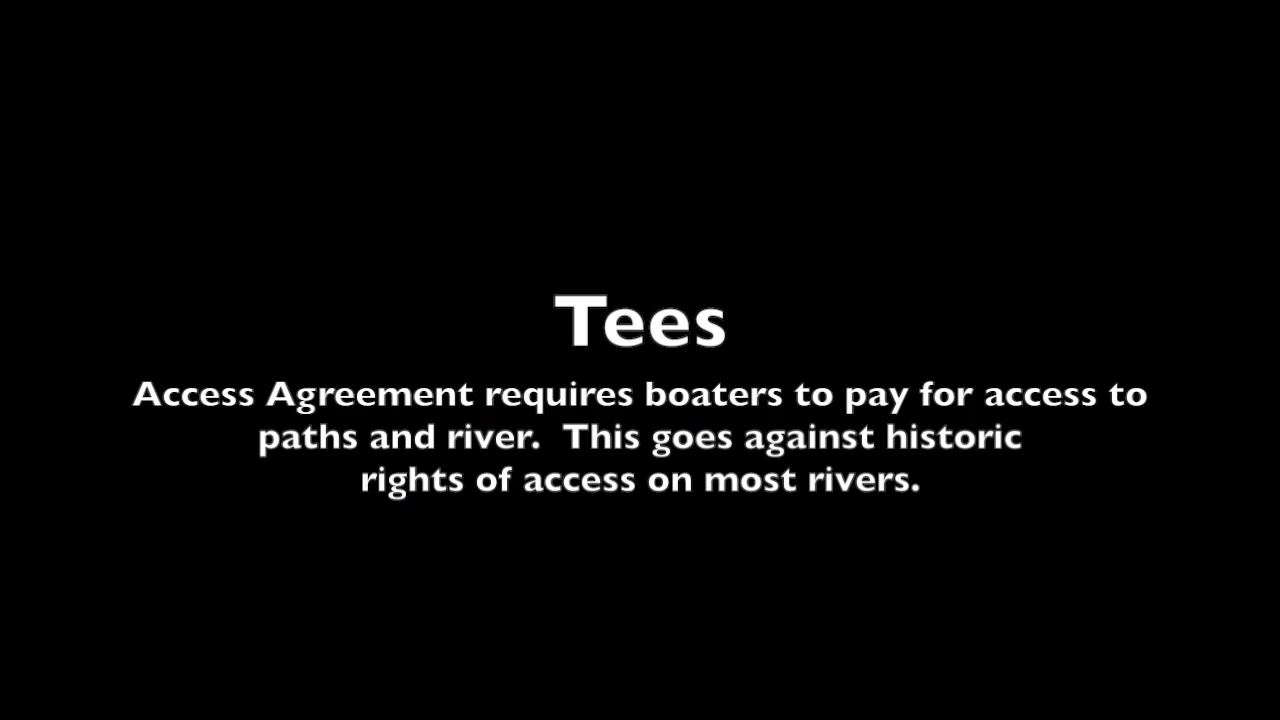 Tees
Access Agreement requires boaters to pay for access to
paths and river.  This goes against historic
rights of access on most rivers.